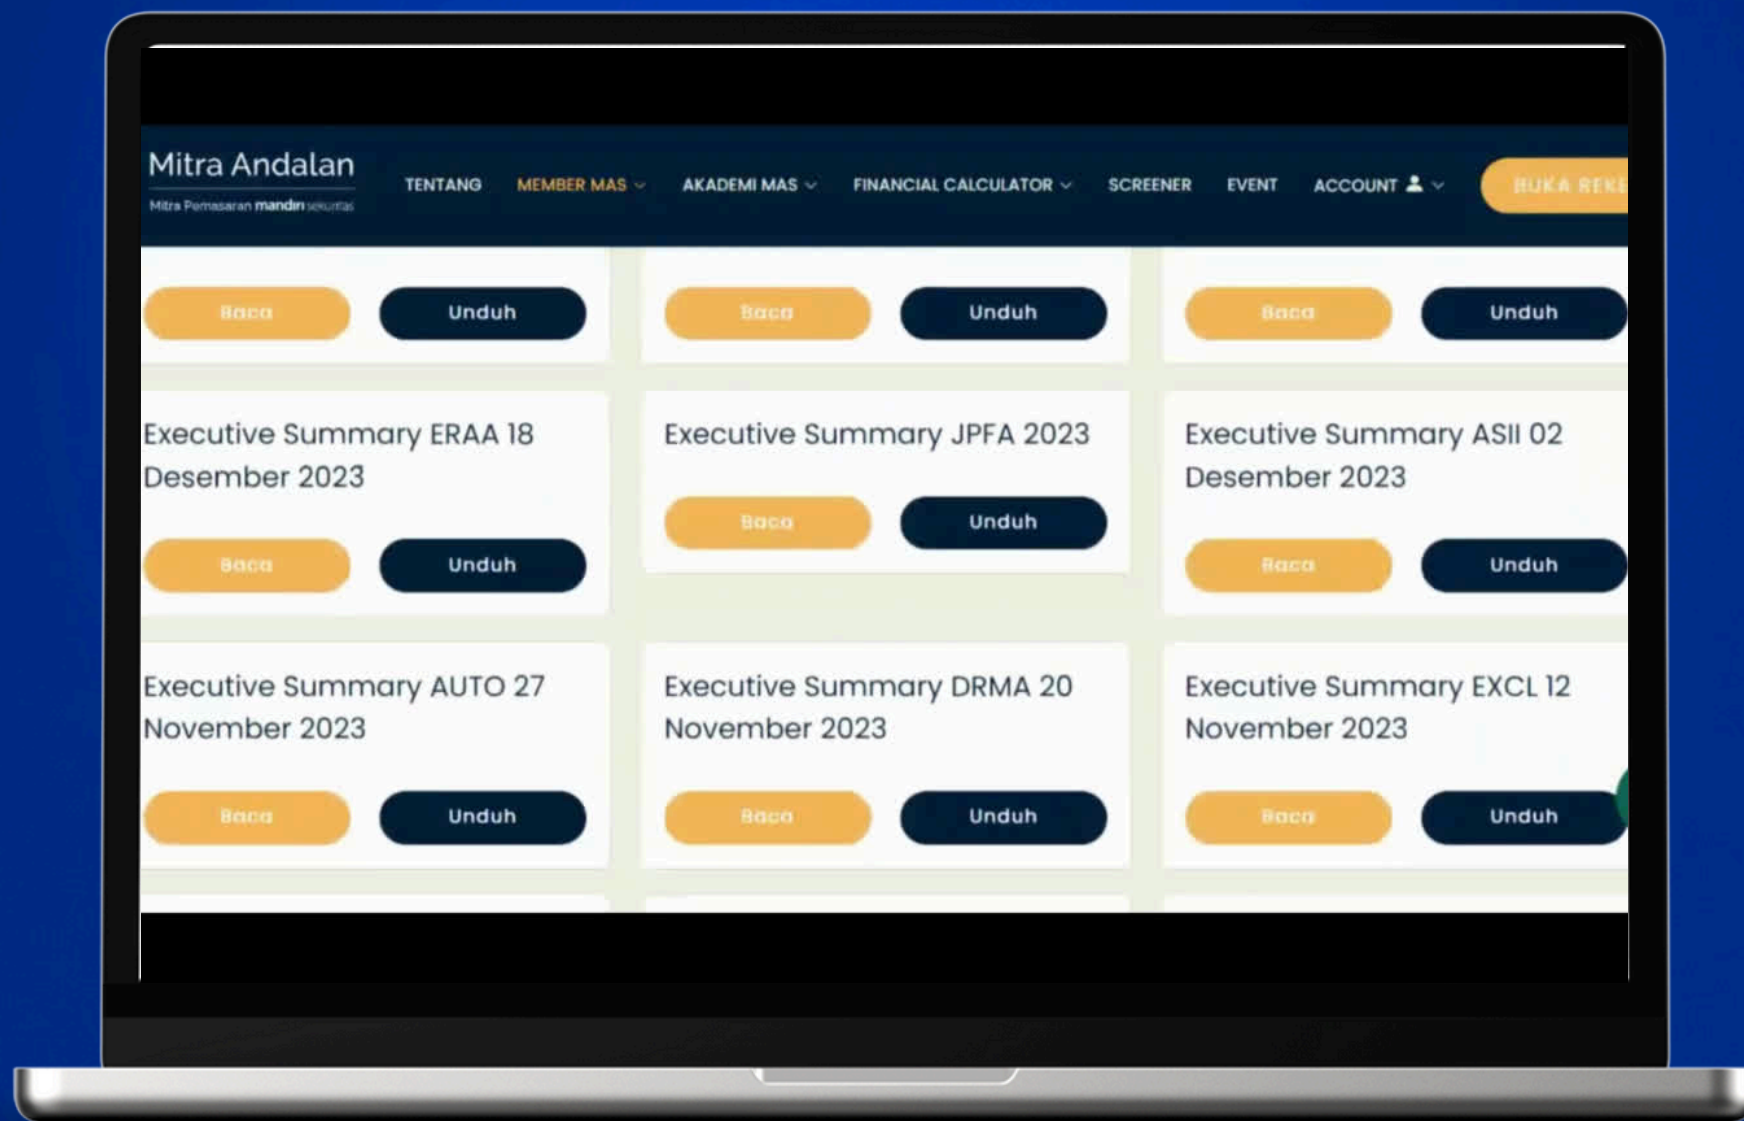 Mitra Andalan
Mitra Pemasaran mandiri sekuritas
TENTANG MEMBER MAS AKADEMI MAS FINANCIAL CALCULATOR SCREENER EVENT ACCOUNT BUKA REKE
Baca Unduh Baca Unduh Baca Unduh
Executive Summary ERAA 18
Desember 2023
Baca Unduh
Executive Summary JPFA 2023
Baca Unduh
Executive Summary ASII 02
Desember 2023
Baca Unduh
Executive Summary AUTO 27
November 2023
Baca Unduh
Executive Summary DRMA 20
November 2023
Baca Unduh
Executive Summary EXCL 12
November 2023
Baca Unduh